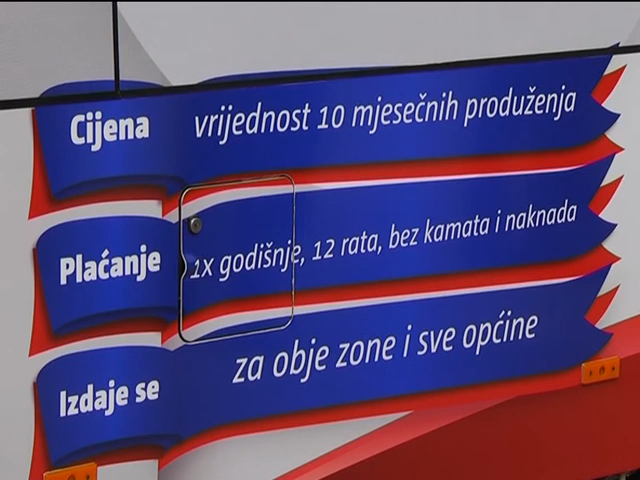 Cijena vrijednost 10 mjesečnih produženja
Plaćanje 1x godišnje, 12 rata, bez kamata i naknada
Izdaje se za obje zone i sve općine